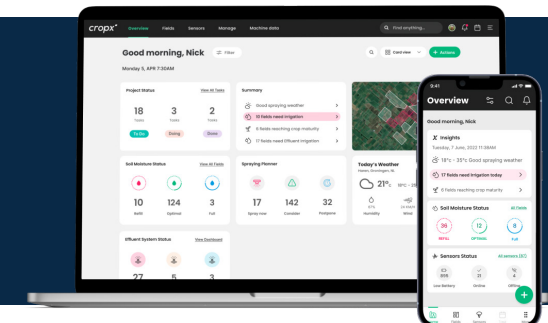 cropx
Overview Fields Sensors Manage Machine data
Find anything...
Good morning, Nick
Filter
Card view
+ Actions
Monday 5, APR 7:30AM
Project Status
View All Tasks
18 3 2
Tasks Tasks Tasks
To Do Doing Done
Summary
Good spraying weather
18 fields need irrigation
6 fields reaching crop maturity
17 fields need Effluent irrigation
Soil Moisture Status
View All Fields
10 124 3
Refill Optimal Full
Spraying Planner
17 142 32
Spray now Consider Postpone
Today's Weather
21°c
Humidity Wind
Effluent System Status
View Dashboard
27 5 3
9:41
Overview
Good morning, Nick
Insights
Tuesday, 7 June, 2022 11:38AM
18°c - 25°c Good spraying weather
17 fields need irrigation today
6 fields reaching crop maturity
Soil Moisture Status
All fields
36 12 8
REFILL OPTIMAL Full
Sensors Status
Low Battery Online Offline